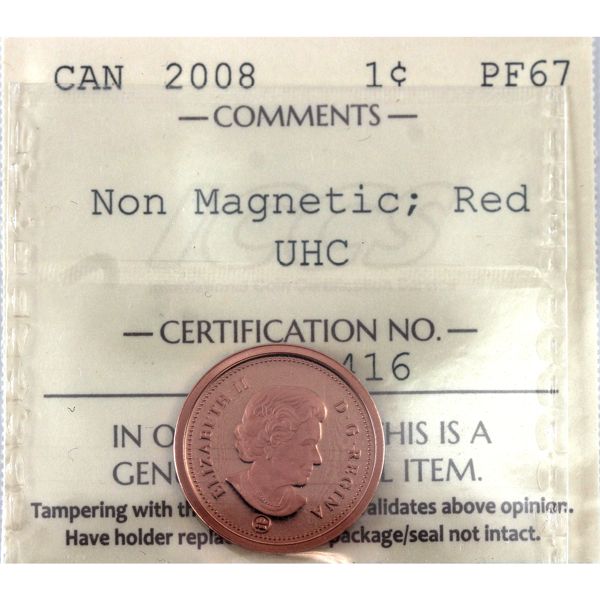 CAN 2008 1¢ PF67
— COMMENTS —
Non Magnetic; Red
UHC
— CERTIFICATION NO. —
416
IN O HIS IS A
GEN L ITEM.
Tampering with th alidates above opinion.
Have holder repla package/seal not intact.
ELIZABETH II D·G·REGINA